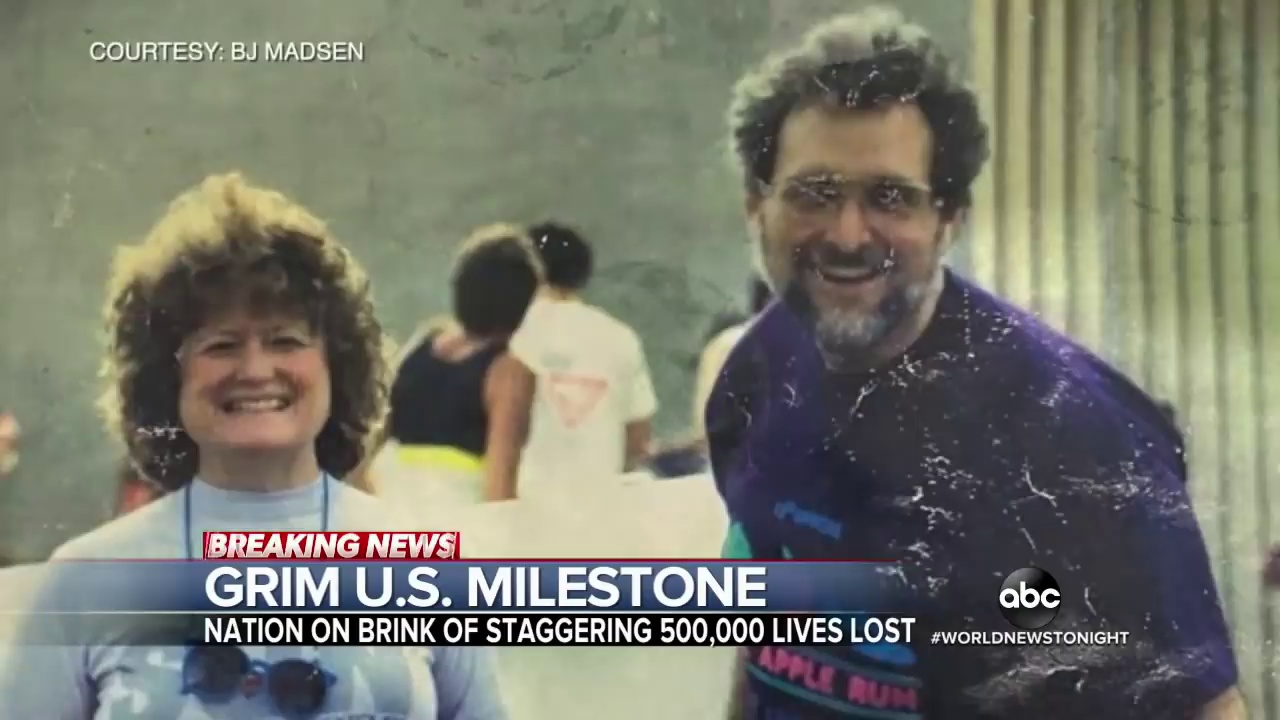 COURTESY: BJ MADSEN
BREAKING NEWS
GRIM U.S. MILESTONE
NATION ON BRINK OF STAGGERING 500,000 LIVES LOST
abc
#WORLDNEWSTONIGHT
APPLE RUN